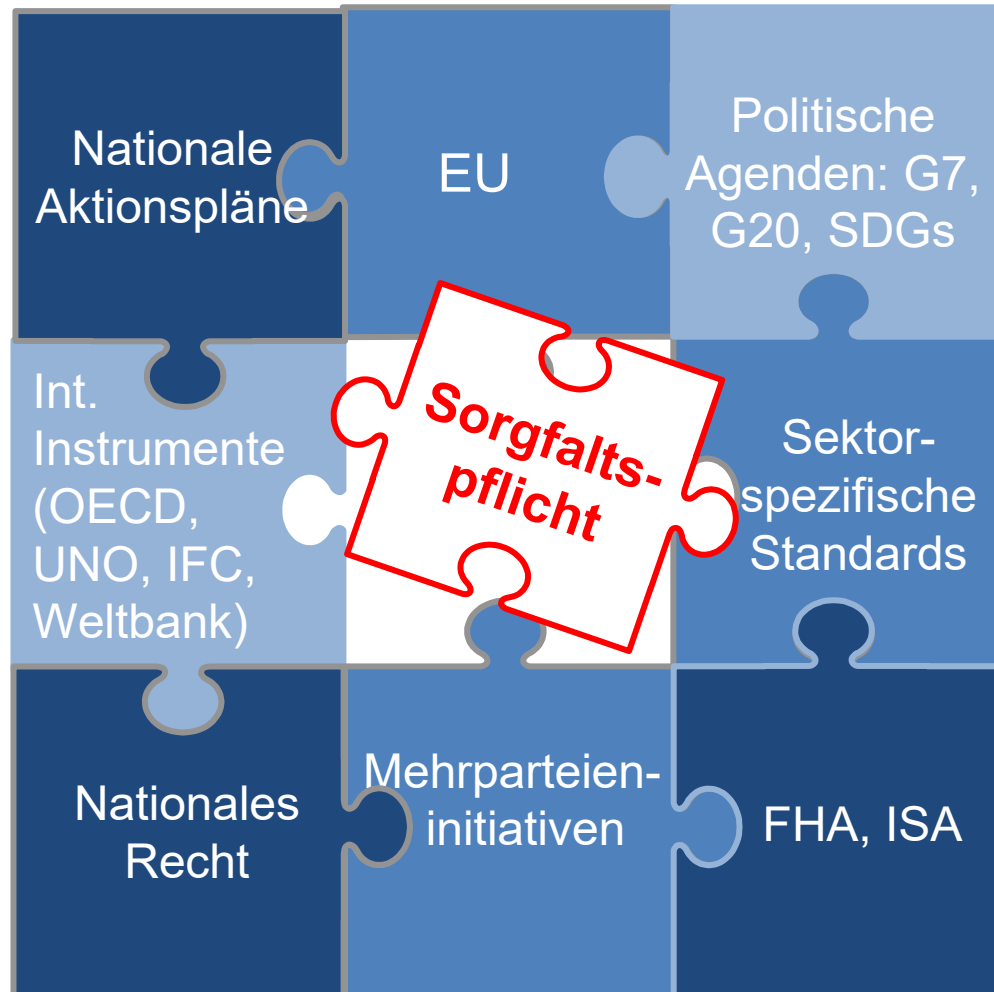 Nationale
Aktionspläne
EU
Politische
Agenden: G7,
G20, SDGs
Int.
Instrumente
(OECD,
UNO, IFC,
Weltbank)
Sorgfalts-
pflicht
Sektor-
spezifische
Standards
Nationales
Recht
Mehrparteien-
initiativen
FHA, ISA